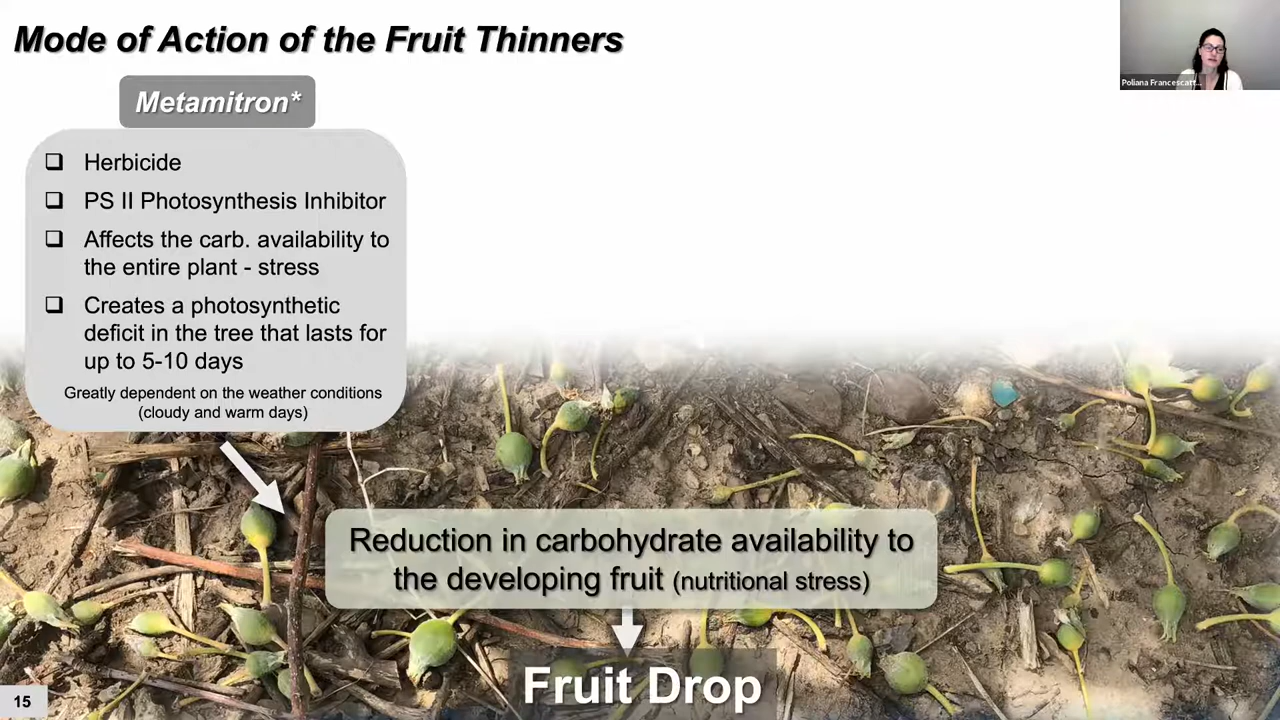 Mode of Action of the Fruit Thinners
Poliana Francescatt...
Metamitron*
❑ Herbicide
❑ PS II Photosynthesis Inhibitor
❑ Affects the carb. availability to
the entire plant - stress
❑ Creates a photosynthetic
deficit in the tree that lasts for
up to 5-10 days
Greatly dependent on the weather conditions
(cloudy and warm days)
Reduction in carbohydrate availability to
the developing fruit (nutritional stress)
Fruit Drop
15